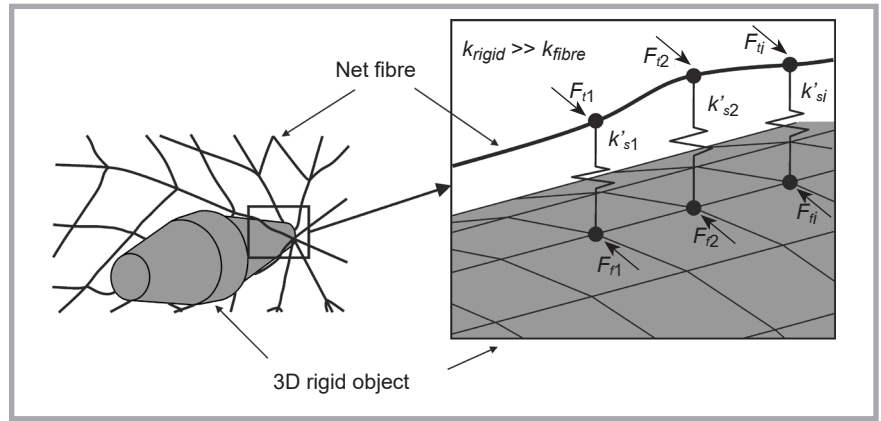 Net fibre
3D rigid object
k_rigid >> k_fibre
F_t1
F_t2
F_ti
k'_s1
k'_s2
k'_si
F_f1
F_f2
F_fi